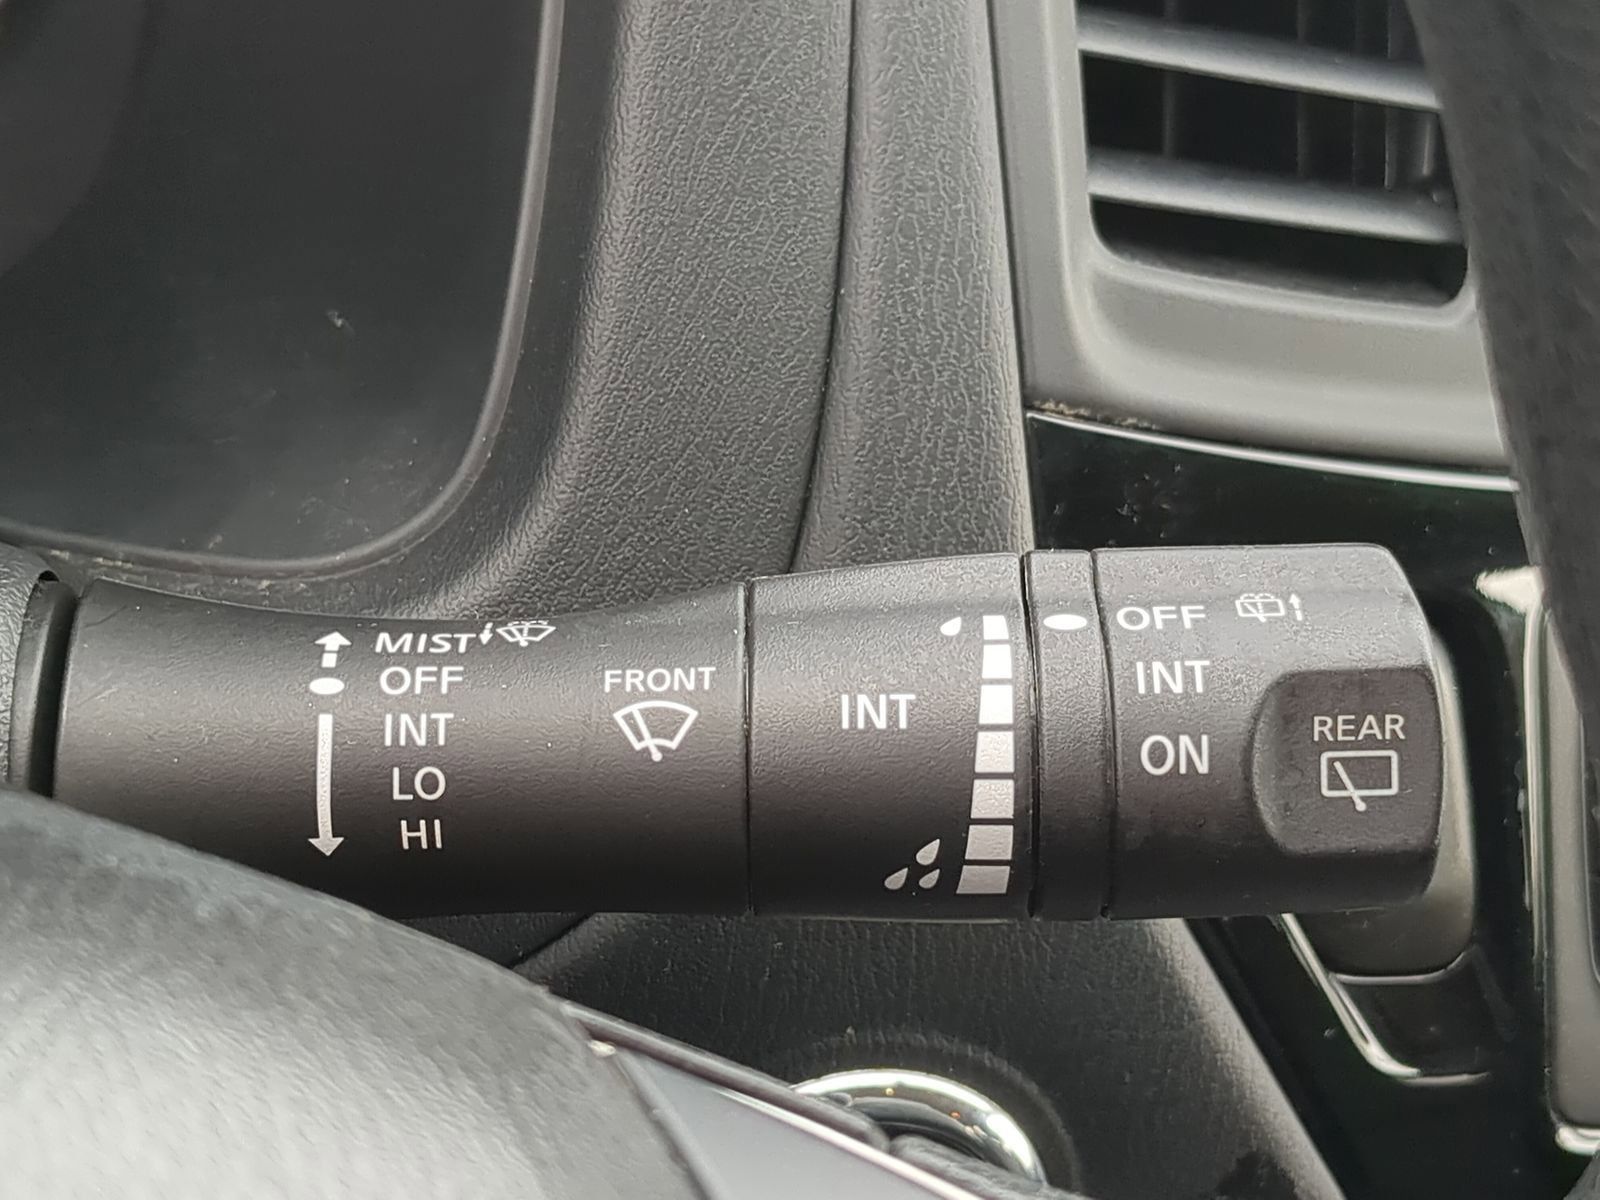 MIST
OFF
INT
LO
HI
FRONT
INT
OFF
INT
ON
REAR